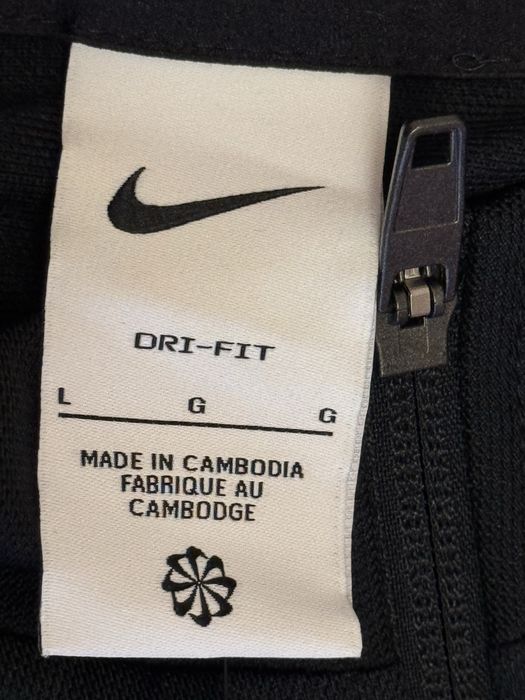 DRI-FIT
L G G
MADE IN CAMBODIA
FABRIQUE AU
CAMBODGE